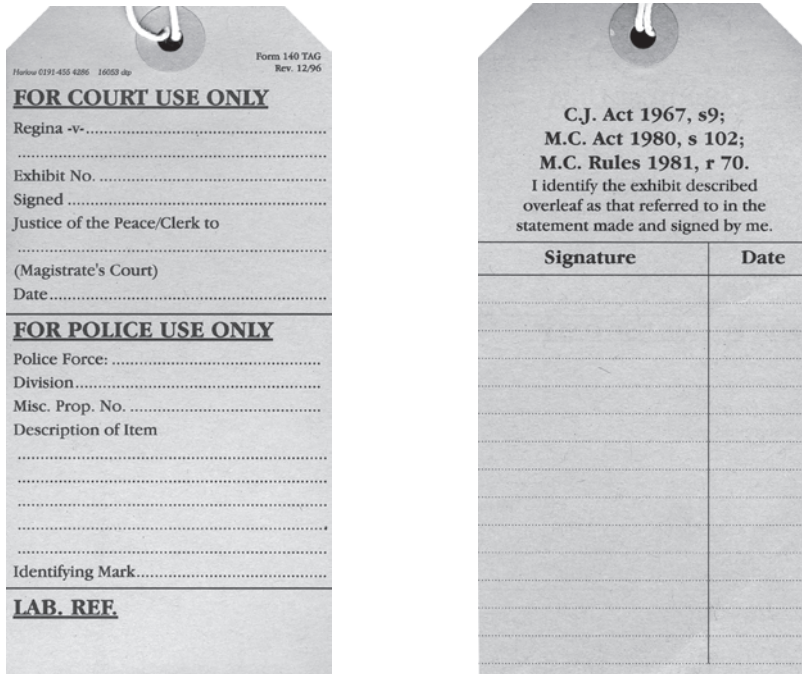 Form 140 TAG
Harlow 0191-455 4286 16053 dtp Rev. 12/96
FOR COURT USE ONLY
Regina -v-
Exhibit No.
Signed
Justice of the Peace/Clerk to
(Magistrate's Court)
Date
FOR POLICE USE ONLY
Police Force:
Division
Misc. Prop. No.
Description of Item
Identifying Mark
LAB. REF.
C.J. Act 1967, s9;
M.C. Act 1980, s 102;
M.C. Rules 1981, r 70.
I identify the exhibit described
overleaf as that referred to in the
statement made and signed by me.
Signature Date